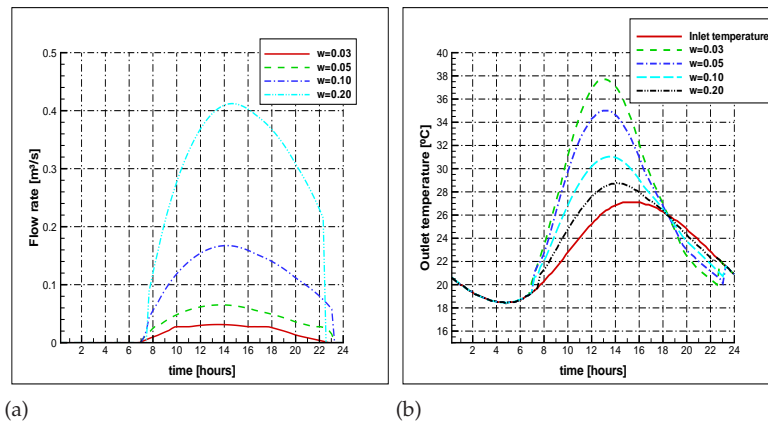 w=0.03
w=0.05
w=0.10
w=0.20
0.5
0.4
0.3
0.2
0.1
0
Flow rate [m³/s]
2 4 6 8 10 12 14 16 18 20 22 24
time [hours]
(a)
Inlet temperature
w=0.03
w=0.05
w=0.10
w=0.20
40
38
36
34
32
30
28
26
24
22
20
18
16
15
Outlet temperature [ºC]
2 4 6 8 10 12 14 16 18 20 22 24
time [hours]
(b)